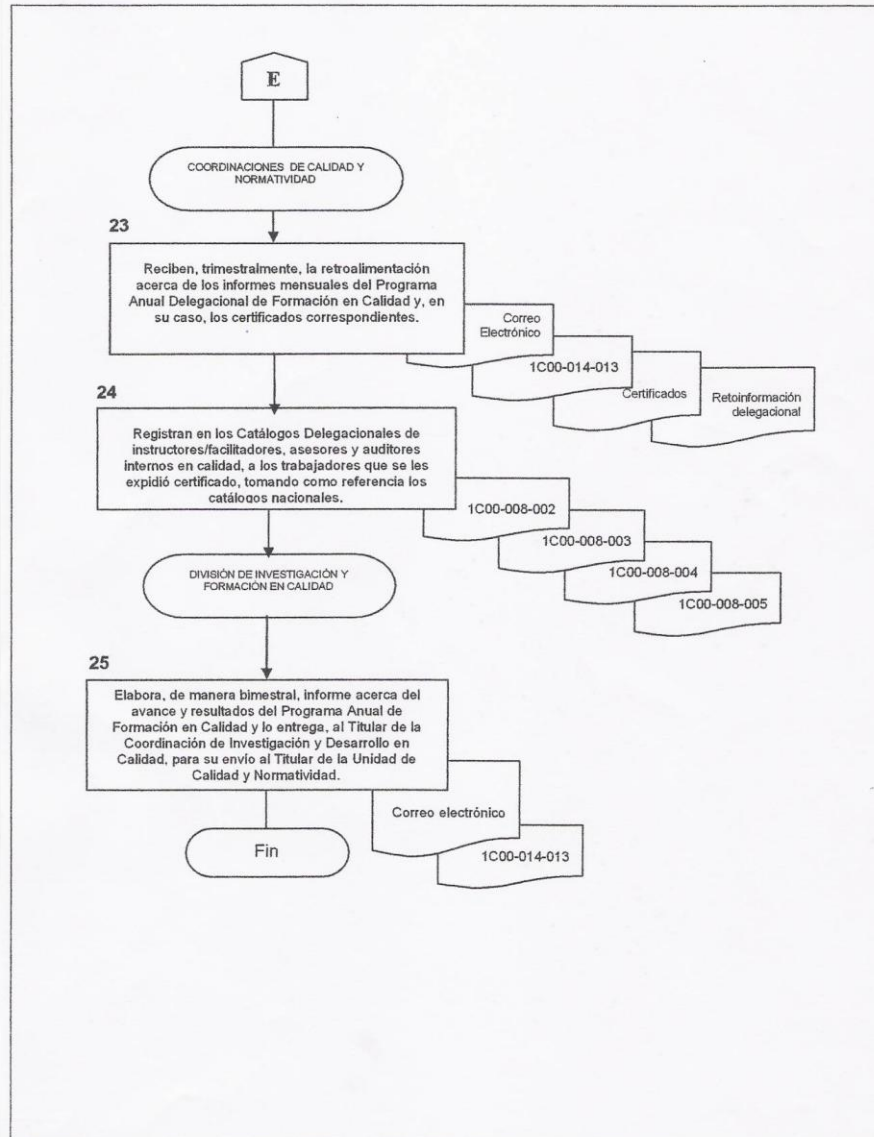 E
COORDINACIONES DE CALIDAD Y
NORMATIVIDAD
23
Reciben, trimestralmente, la retroalimentación
acerca de los informes mensuales del Programa
Anual Delegacional de Formación en Calidad y, en
su caso, los certificados correspondientes.
Correo
Electrónico
1C00-014-013
Certificados
Retoinformación
delegacional
24
Registran en los Catálogos Delegacionales de
instructores/facilitadores, asesores y auditores
internos en calidad, a los trabajadores que se les
expidió certificado, tomando como referencia los
catálogos nacionales.
1C00-008-002
1C00-008-003
1C00-008-004
1C00-008-005
DIVISIÓN DE INVESTIGACIÓN Y
FORMACIÓN EN CALIDAD
25
Elabora, de manera bimestral, informe acerca del
avance y resultados del Programa Anual de
Formación en Calidad y lo entrega, al Titular de la
Coordinación de Investigación y Desarrollo en
Calidad, para su envío al Titular de la Unidad de
Calidad y Normatividad.
Correo electrónico
1C00-014-013
Fin